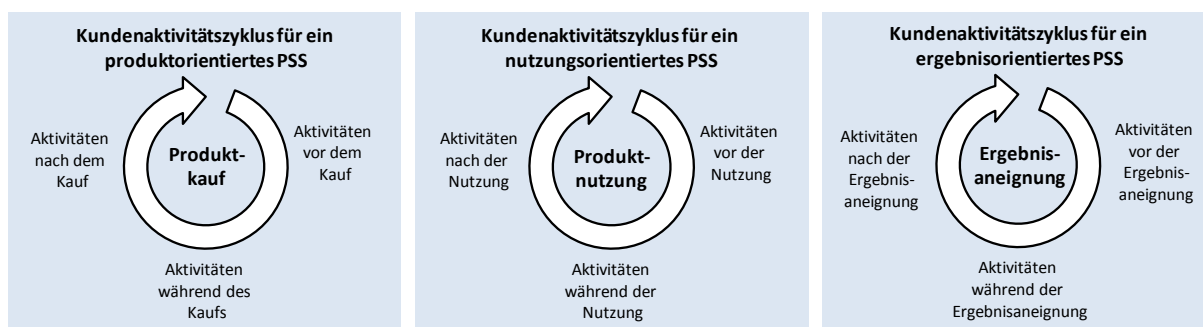 Kundenaktivitätszyklus für ein
produktorientiertes PSS
Aktivitäten
nach dem
Kauf
Produkt-
kauf
Aktivitäten
vor dem
Kauf
Aktivitäten
während des
Kaufs
Kundenaktivitätszyklus für ein
nutzungsorientiertes PSS
Aktivitäten
nach der
Nutzung
Produkt-
nutzung
Aktivitäten
vor der
Nutzung
Aktivitäten
während der
Nutzung
Kundenaktivitätszyklus für ein
ergebnisorientiertes PSS
Aktivitäten
nach der
Ergebnis-
aneignung
Ergebnis-
aneignung
Aktivitäten
vor der
Ergebnis-
aneignung
Aktivitäten
während der
Ergebnisaneignung